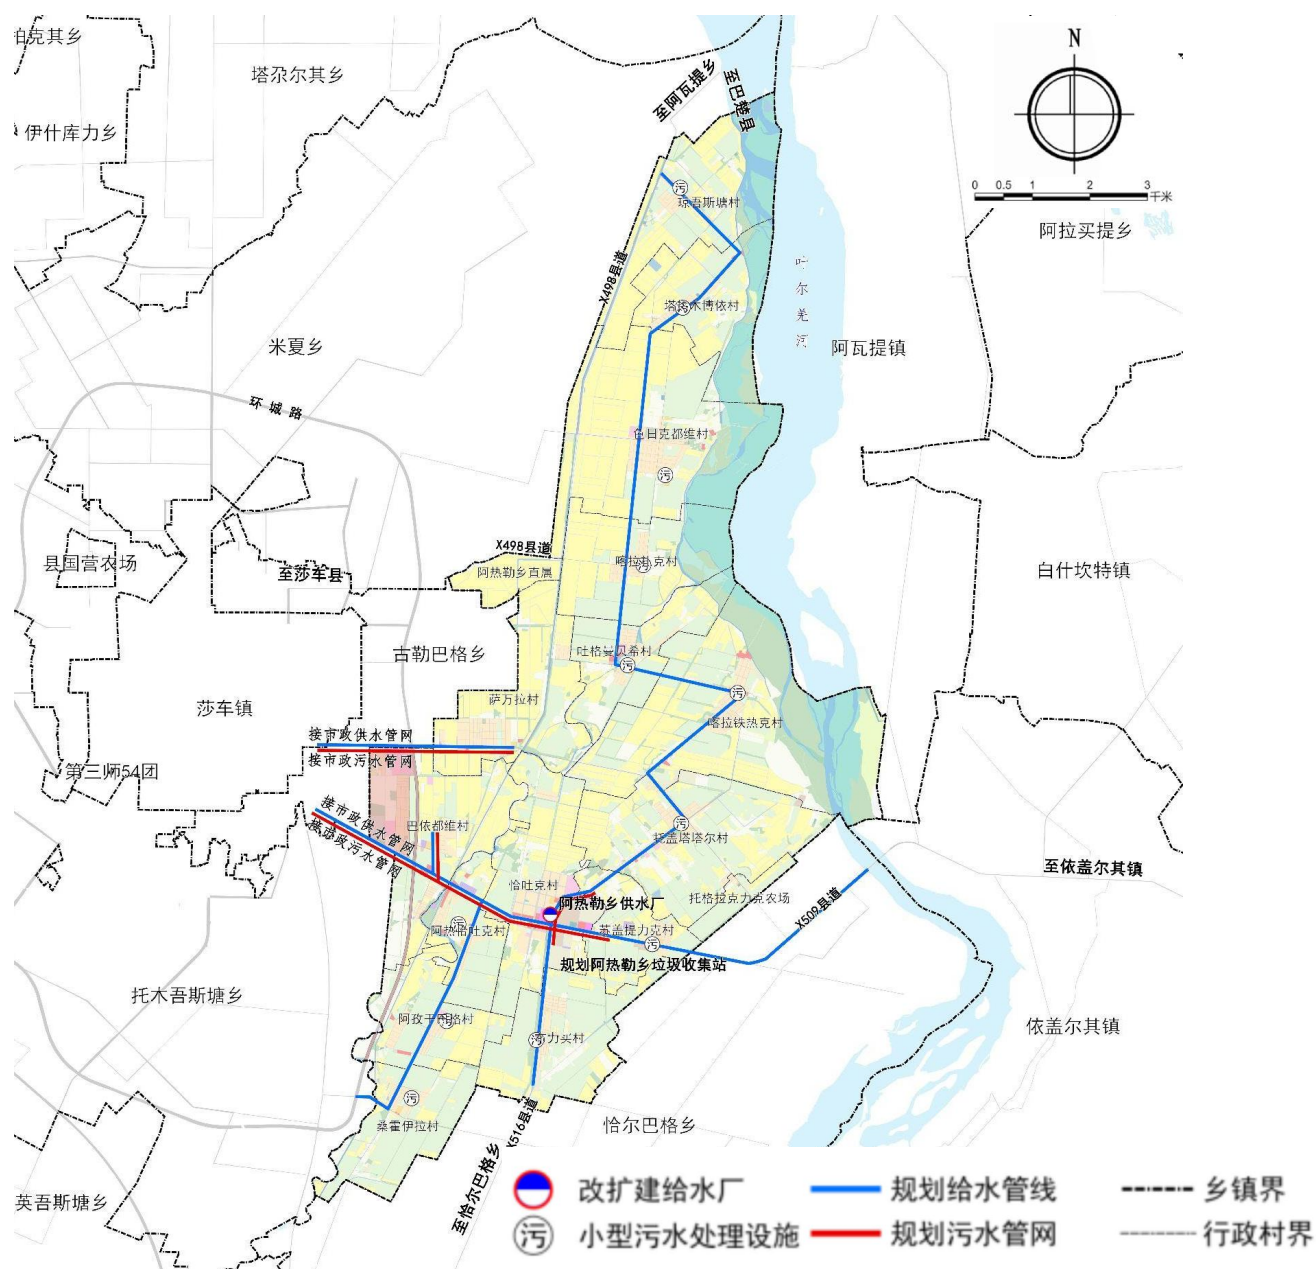 伯克其乡
塔尕尔其乡
伊什库力乡
至阿瓦提乡
至巴楚县
N
0 0.5 1 2 3
千米
阿拉买提乡
琼吾斯塘村
X498县道
叶尔羌河
塔孜木博依村
米夏乡
阿瓦提镇
环城路
色日克都维村
X498县道
县国营农场
至莎车县
阿热勒乡直属
喀拉扑克村
白什坎特镇
古勒巴格乡
吐格曼贝希村
萨万拉村
莎车镇
喀拉铁热克村
接市政供水管网
接市政污水管网
第三师54团
接市政供水管网
接市政污水管网
巴依都维村
托盖塔塔尔村
至依盖尔其镇
恰吐克村
托格拉克力克农场
X509县道
阿热勒乡供水厂
阿热恰吐克村
英盖提力克村
规划阿热勒乡垃圾收集站
托木吾斯塘乡
阿孜干巴格村
布力买村
依盖尔其镇
桑霍伊拉村
X516县道
恰尔巴格乡
至恰尔巴格乡
英吾斯塘乡
污
改扩建给水厂
规划给水管线
乡镇界
污 小型污水处理设施
规划污水管网
行政村界